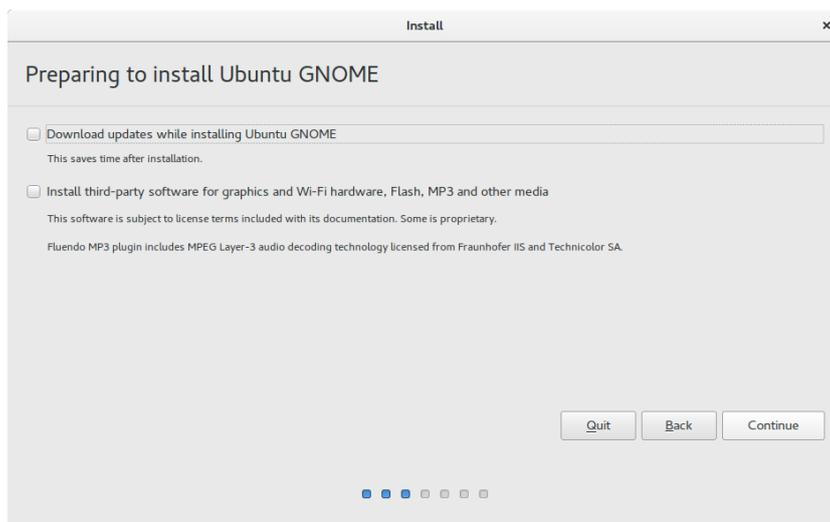 Install
Preparing to install Ubuntu GNOME
Download updates while installing Ubuntu GNOME
This saves time after installation.
Install third-party software for graphics and Wi-Fi hardware, Flash, MP3 and other media
This software is subject to license terms included with its documentation. Some is proprietary.
Fluendo MP3 plugin includes MPEG Layer-3 audio decoding technology licensed from Fraunhofer IIS and Technicolor SA.
Quit Back Continue